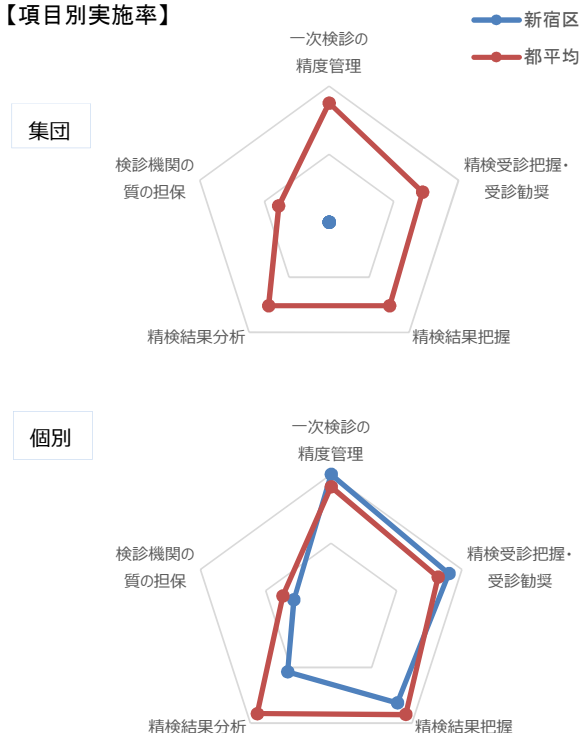 【項目別実施率】
新宿区
都平均
集団
一次検診の
精度管理
精検受診把握・
受診勧奨
検診機関の
質の担保
精検結果分析
精検結果把握
個別
一次検診の
精度管理
精検受診把握・
受診勧奨
検診機関の
質の担保
精検結果分析
精検結果把握